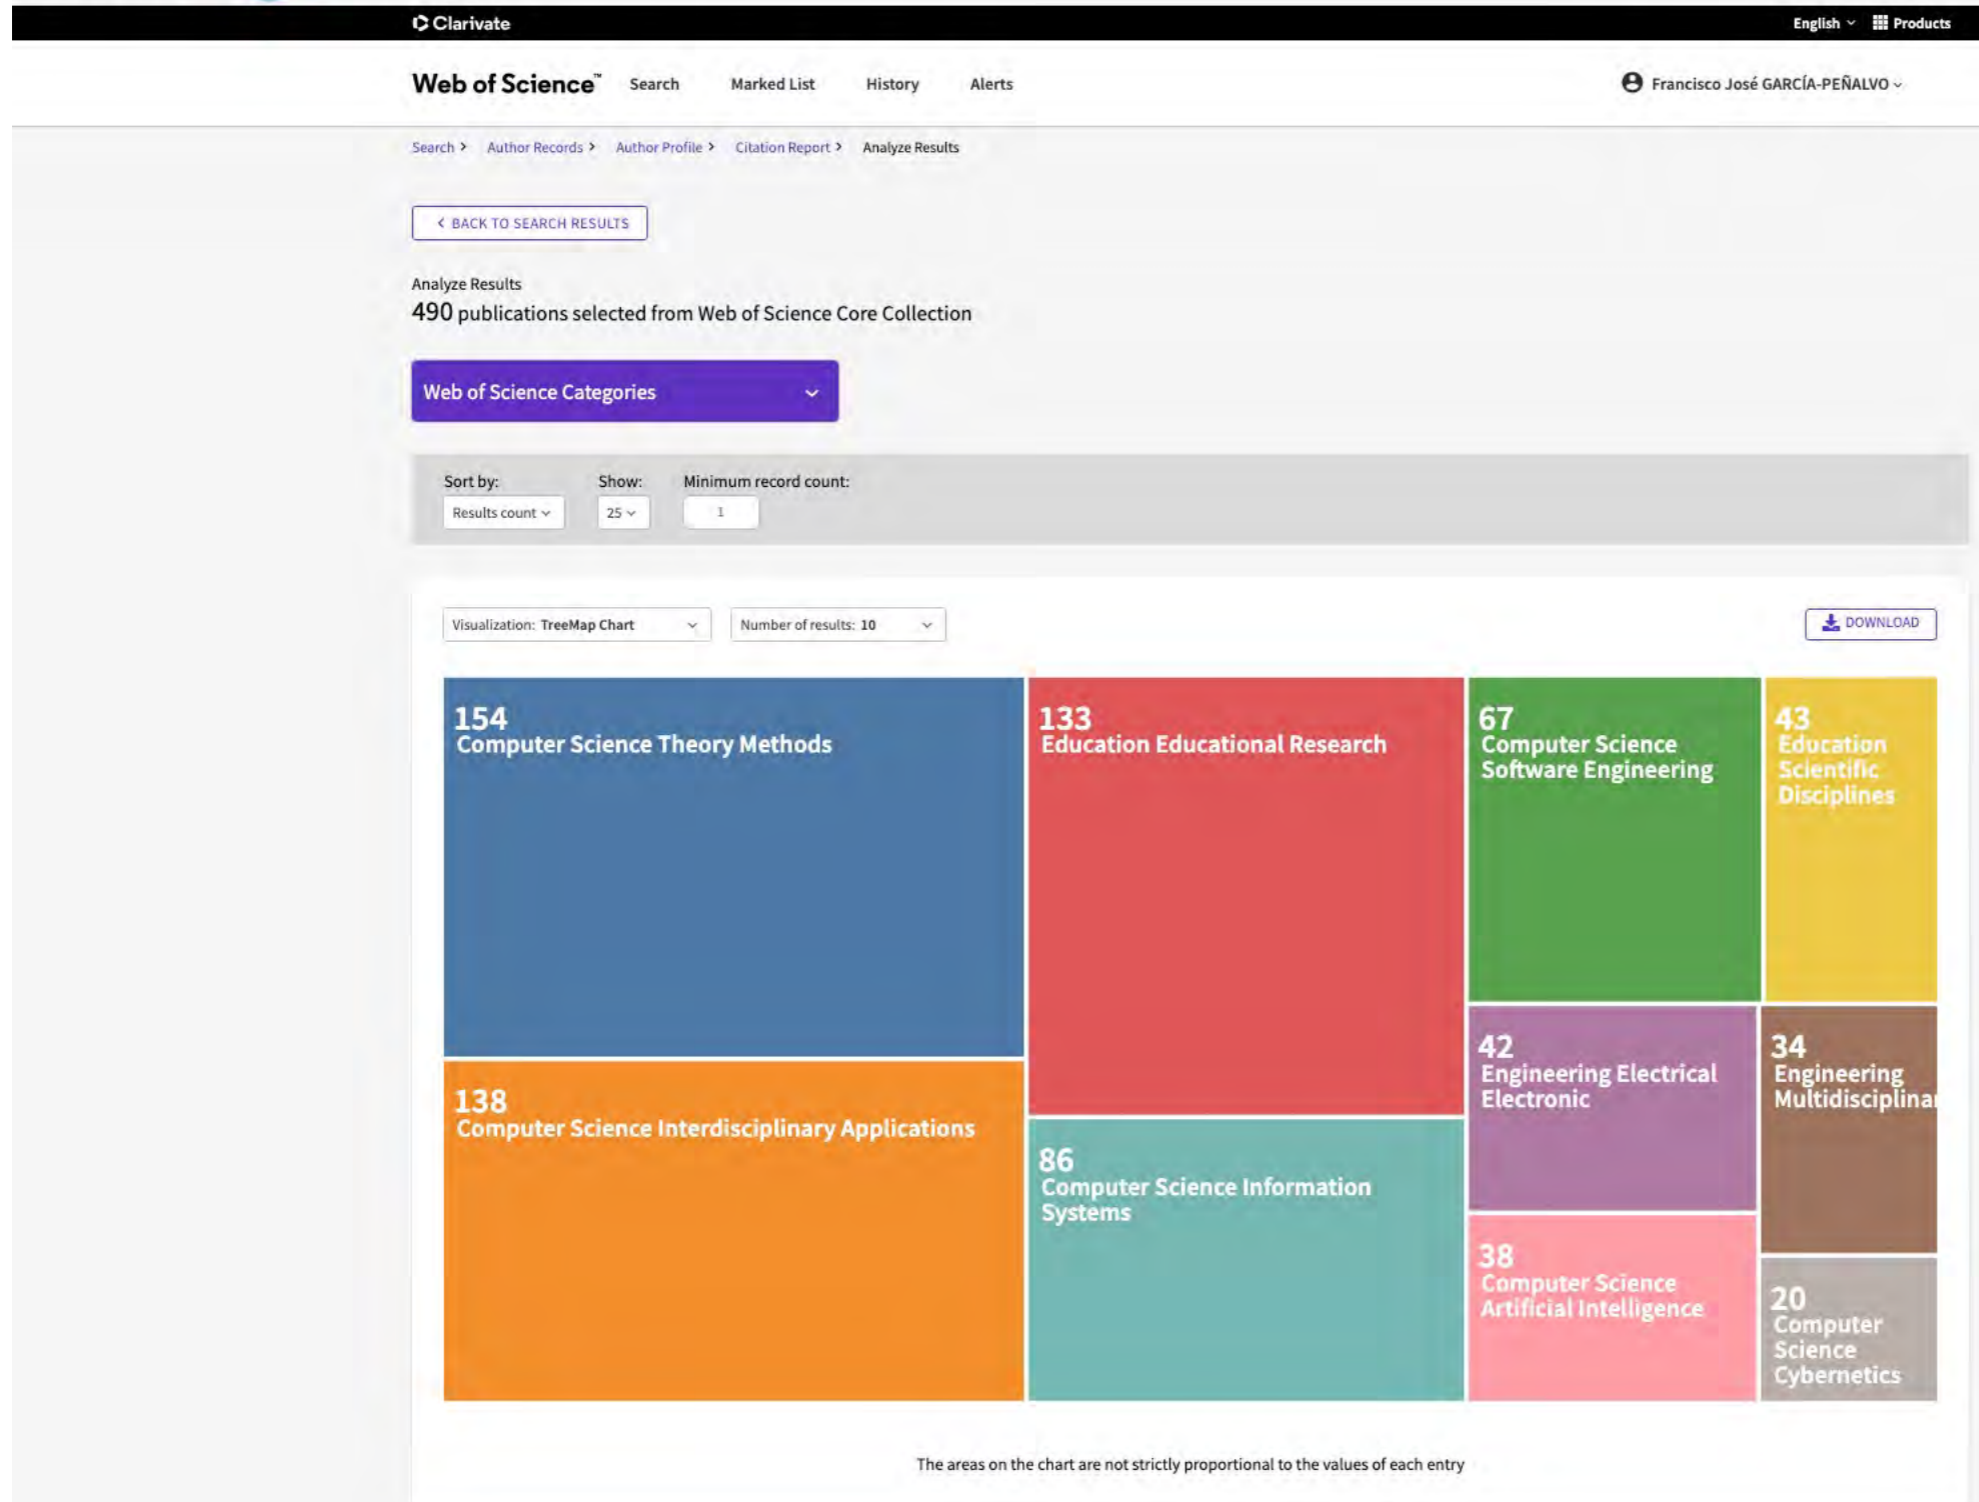 Clarivate
English
Products
Web of Science™
Search
Marked List
History
Alerts
Francisco José GARCÍA-PEÑALVO
Search > Author Records > Author Profile > Citation Report > Analyze Results
< BACK TO SEARCH RESULTS
Analyze Results
490 publications selected from Web of Science Core Collection
Web of Science Categories
Sort by:
Show:
Minimum record count:
Results count
25
1
Visualization: TreeMap Chart
Number of results: 10
DOWNLOAD
154
Computer Science Theory Methods
133
Education Educational Research
67
Computer Science
Software Engineering
43
Education
Scientific
Disciplines
138
Computer Science Interdisciplinary Applications
86
Computer Science Information
Systems
42
Engineering Electrical
Electronic
34
Engineering
Multidisciplina
38
Computer Science
Artificial Intelligence
20
Computer
Science
Cybernetics
The areas on the chart are not strictly proportional to the values of each entry